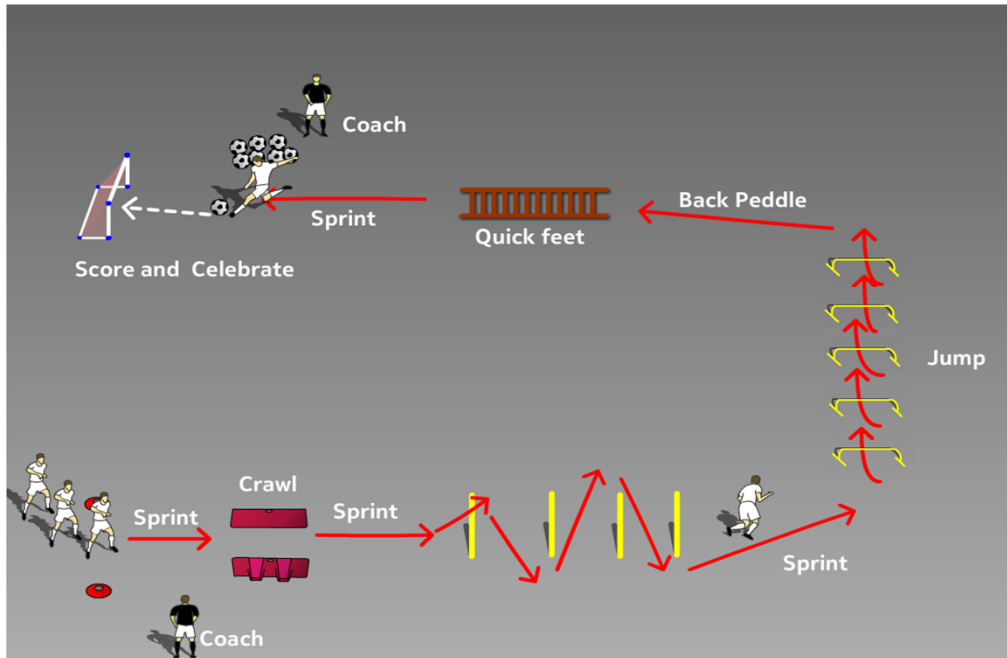 Coach
Back Peddle
Sprint
Quick feet
Score and Celebrate
Jump
Crawl
Sprint
Sprint
Sprint
Coach